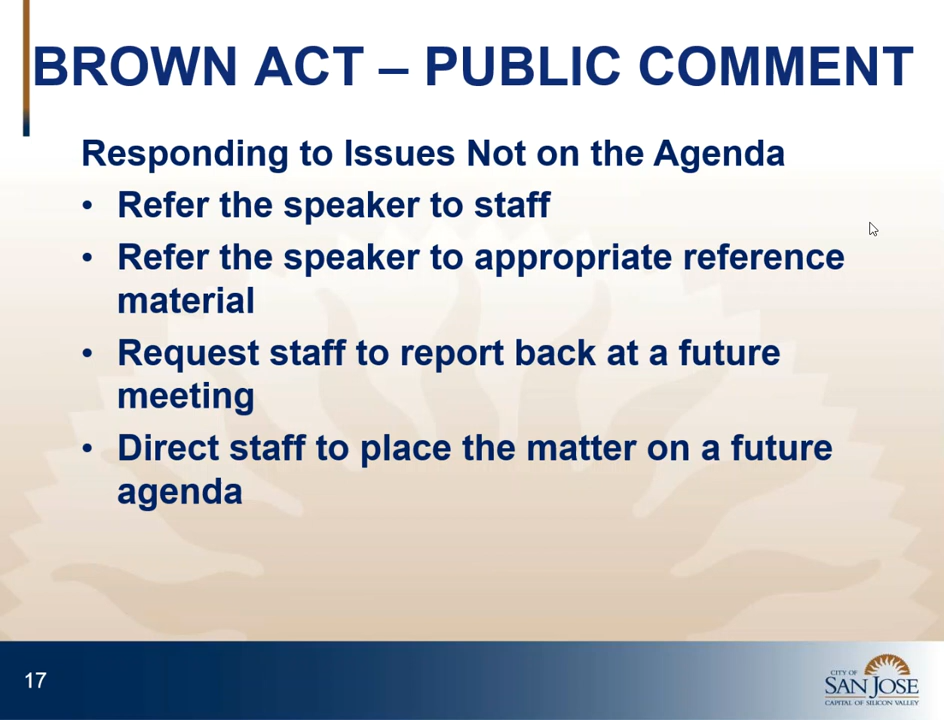 BROWN ACT – PUBLIC COMMENT
Responding to Issues Not on the Agenda
• Refer the speaker to staff
• Refer the speaker to appropriate reference
material
• Request staff to report back at a future
meeting
• Direct staff to place the matter on a future
agenda
17
CITY OF
SAN JOSE
CAPITAL OF SILICON VALLEY